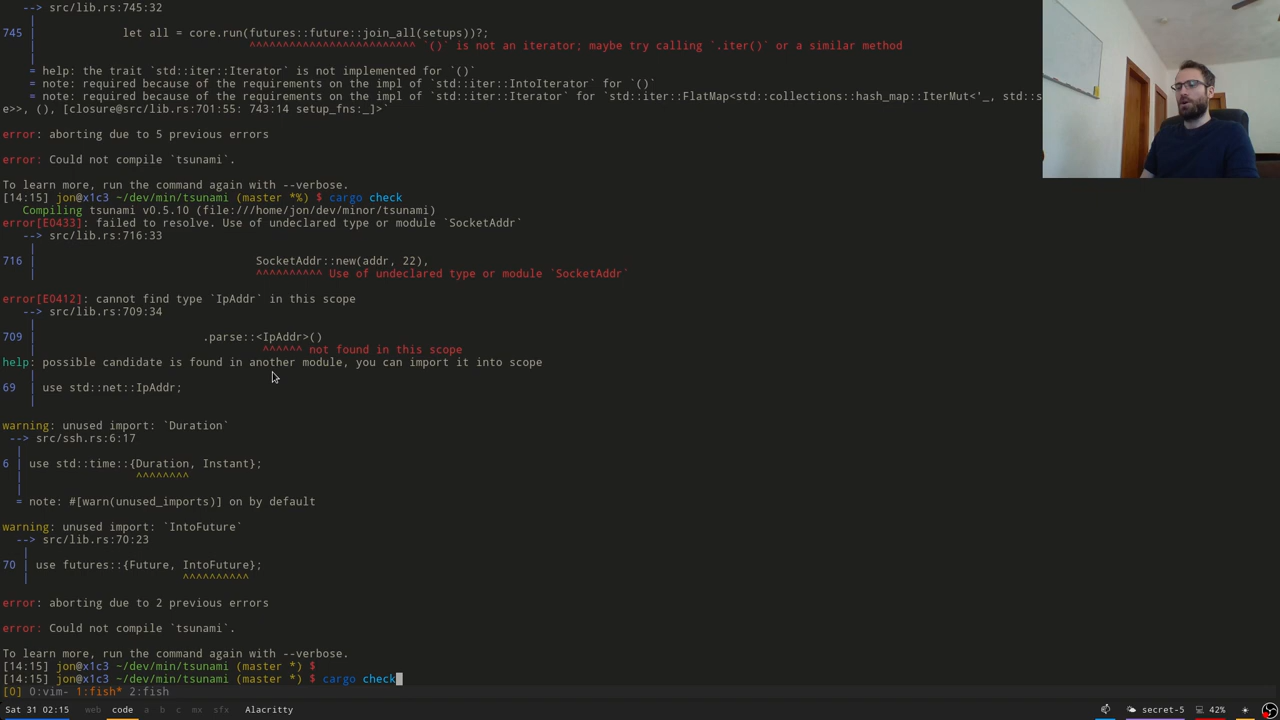 --> src/lib.rs:745:32
|
745 | let all = core.run(futures::future::join_all(setups))?;
| ^^^^^^^^^^^^^^^^^^^^^^^^^ `()` is not an iterator; maybe try calling `.iter()` or a similar method
|
= help: the trait `std::iter::Iterator` is not implemented for `()`
= note: required because of the requirements on the impl of `std::iter::IntoIterator` for `()`
= note: required because of the requirements on the impl of `std::iter::Iterator` for `std::iter::FlatMap<std::collections::hash_map::IterMut<'_, std::s
e>>, (), [closure@src/lib.rs:701:55: 743:14 setup_fns:_]>`
error: aborting due to 5 previous errors
error: Could not compile `tsunami`.
To learn more, run the command again with --verbose.
[14:15] jon@x1c3 ~/dev/min/tsunami (master *%) $ cargo check
Compiling tsunami v0.5.10 (file:///home/jon/dev/minor/tsunami)
error[E0433]: failed to resolve. Use of undeclared type or module `SocketAddr`
--> src/lib.rs:716:33
|
716 | SocketAddr::new(addr, 22),
| ^^^^^^^^^^ Use of undeclared type or module `SocketAddr`
error[E0412]: cannot find type `IpAddr` in this scope
--> src/lib.rs:709:34
|
709 | .parse::<IpAddr>()
| ^^^^^^ not found in this scope
help: possible candidate is found in another module, you can import it into scope
|
69 | use std::net::IpAddr;
|
warning: unused import: `Duration`
--> src/ssh.rs:6:17
|
6 | use std::time::{Duration, Instant};
| ^^^^^^^^
|
= note: #[warn(unused_imports)] on by default
warning: unused import: `IntoFuture`
--> src/lib.rs:70:23
|
70 | use futures::{Future, IntoFuture};
| ^^^^^^^^^^
error: aborting due to 2 previous errors
error: Could not compile `tsunami`.
To learn more, run the command again with --verbose.
[14:15] jon@x1c3 ~/dev/min/tsunami (master *) $
[14:15] jon@x1c3 ~/dev/min/tsunami (master *) $ cargo check
[0] 0:vim- 1:fish* 2:fish
Sat 31 02:15 web code a b c mx sfx Alacritty secret-5 42%